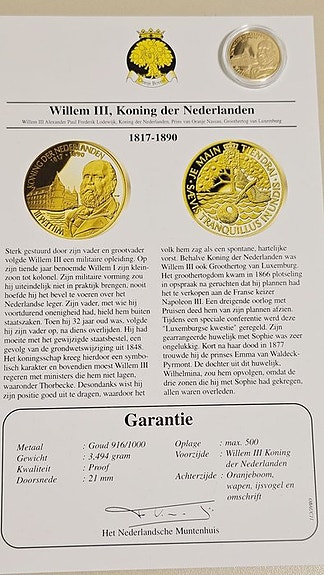 Willem III, Koning der Nederlanden
Willem III Alexander Paul Frederik Lodewijk, Koning der Nederlanden, Prins van Oranje Nassau, Groothertog van Luxemburg
1817-1890
KONING DER NEDERLANDEN
1817 - 1890
WILLEM III
JE MAINTIENDRAI
SAEVIS TRANQUILLUS IN UNDIS
Sterk gestuurd door zijn vader en grootvader
volgde Willem III een militaire opleiding. Op
zijn tiende jaar benoemde Willem I zijn klein-
zoon tot kolonel. Zijn militaire vorming zou
hij uiteindelijk niet in praktijk brengen, nooit
hoefde hij het bevel te voeren over het
Nederlandse leger. Zijn vader, met wie hij
voortdurend onenigheid had, hield hem buiten
staatszaken. Toen hij 32 jaar oud was, volgde
hij zijn vader op, na diens overlijden. Hij had
moeite met het gewijzigde staatsbestel, een
gevolg van de grondwetswijziging uit 1848.
Het koningsschap kreeg hierdoor een symbo-
lisch karakter en bovendien moest Willem III
regeren met ministers die hem niet lagen,
waaronder Thorbecke. Desondanks wist hij
zijn positie goed uit te dragen, waardoor het
volk hem zag als een spontane, hartelijke
vorst. Behalve Koning der Nederlanden was
Willem III ook Groothertog van Luxemburg.
Het groothertogdom kwam in 1866 plotseling
in opspraak na geruchten dat hij plannen had
het te verkopen aan de Franse keizer
Napoleon III. Een dreigende oorlog met
Pruisen deed hem van zijn plannen afzien.
Tijdens een speciale conferentie werd deze
"Luxemburgse kwestie" geregeld. Zijn
gearrangeerde huwelijk met Sophie was zeer
ongelukkig. Kort na haar dood in 1877
trouwde hij de prinses Emma van Waldeck-
Pyrmont. De dochter uit dit huwelijk,
Wilhelmina, zou hem opvolgen, omdat de
drie zonen die hij met Sophie had gekregen,
allen waren overleden.
Garantie
Metaal : Goud 916/1000
Gewicht : 3,494 gram
Kwaliteit : Proof
Doorsnede : 21 mm
Oplage : max. 500
Voorzijde : Willem III Koning
der Nederlanden
Achterzijde : Oranjeboom,
wapen, ijsvogel en
omschrift
Het Nederlandsche Muntenhuis